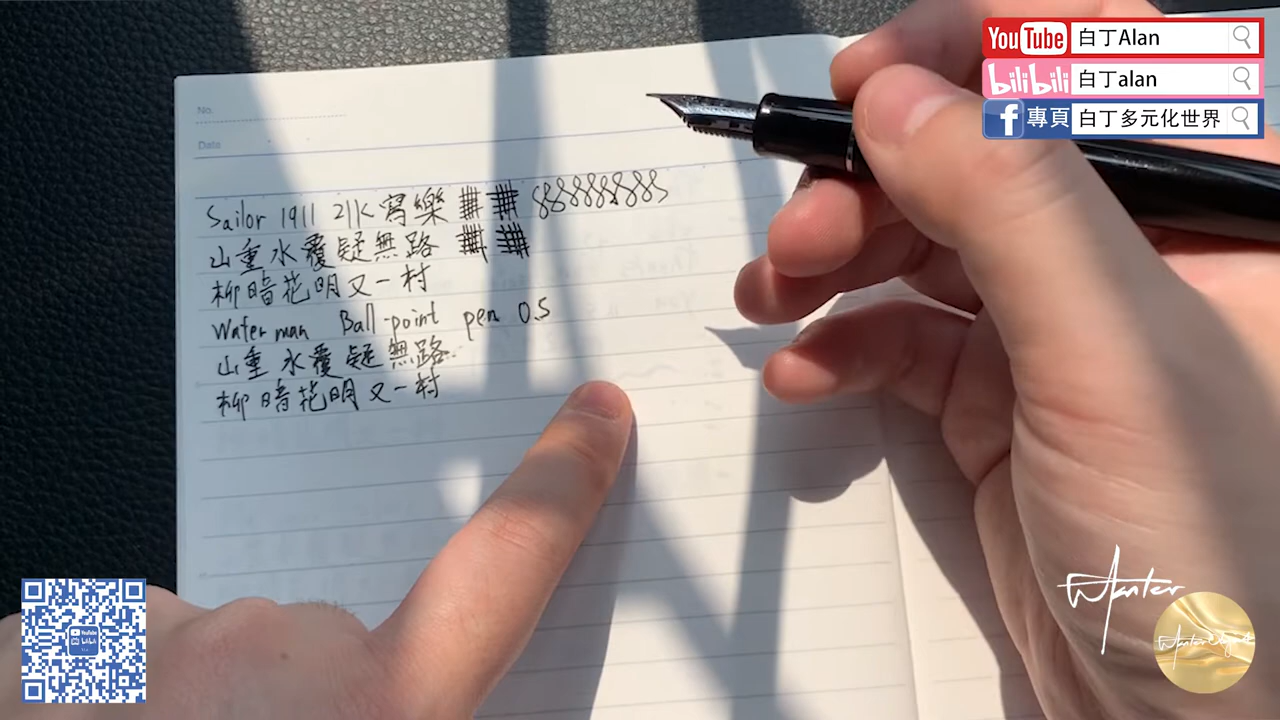 YouTube 白丁Alan
bilibili 白丁alan
f 專頁 白丁多元化世界
No.
Date
Sailor 1911 21K 寫樂
山重水覆疑無路
柳暗花明又一村
Waterman Ball-point pen 0.5
山重水覆疑無路
柳暗花明又一村
Wanter